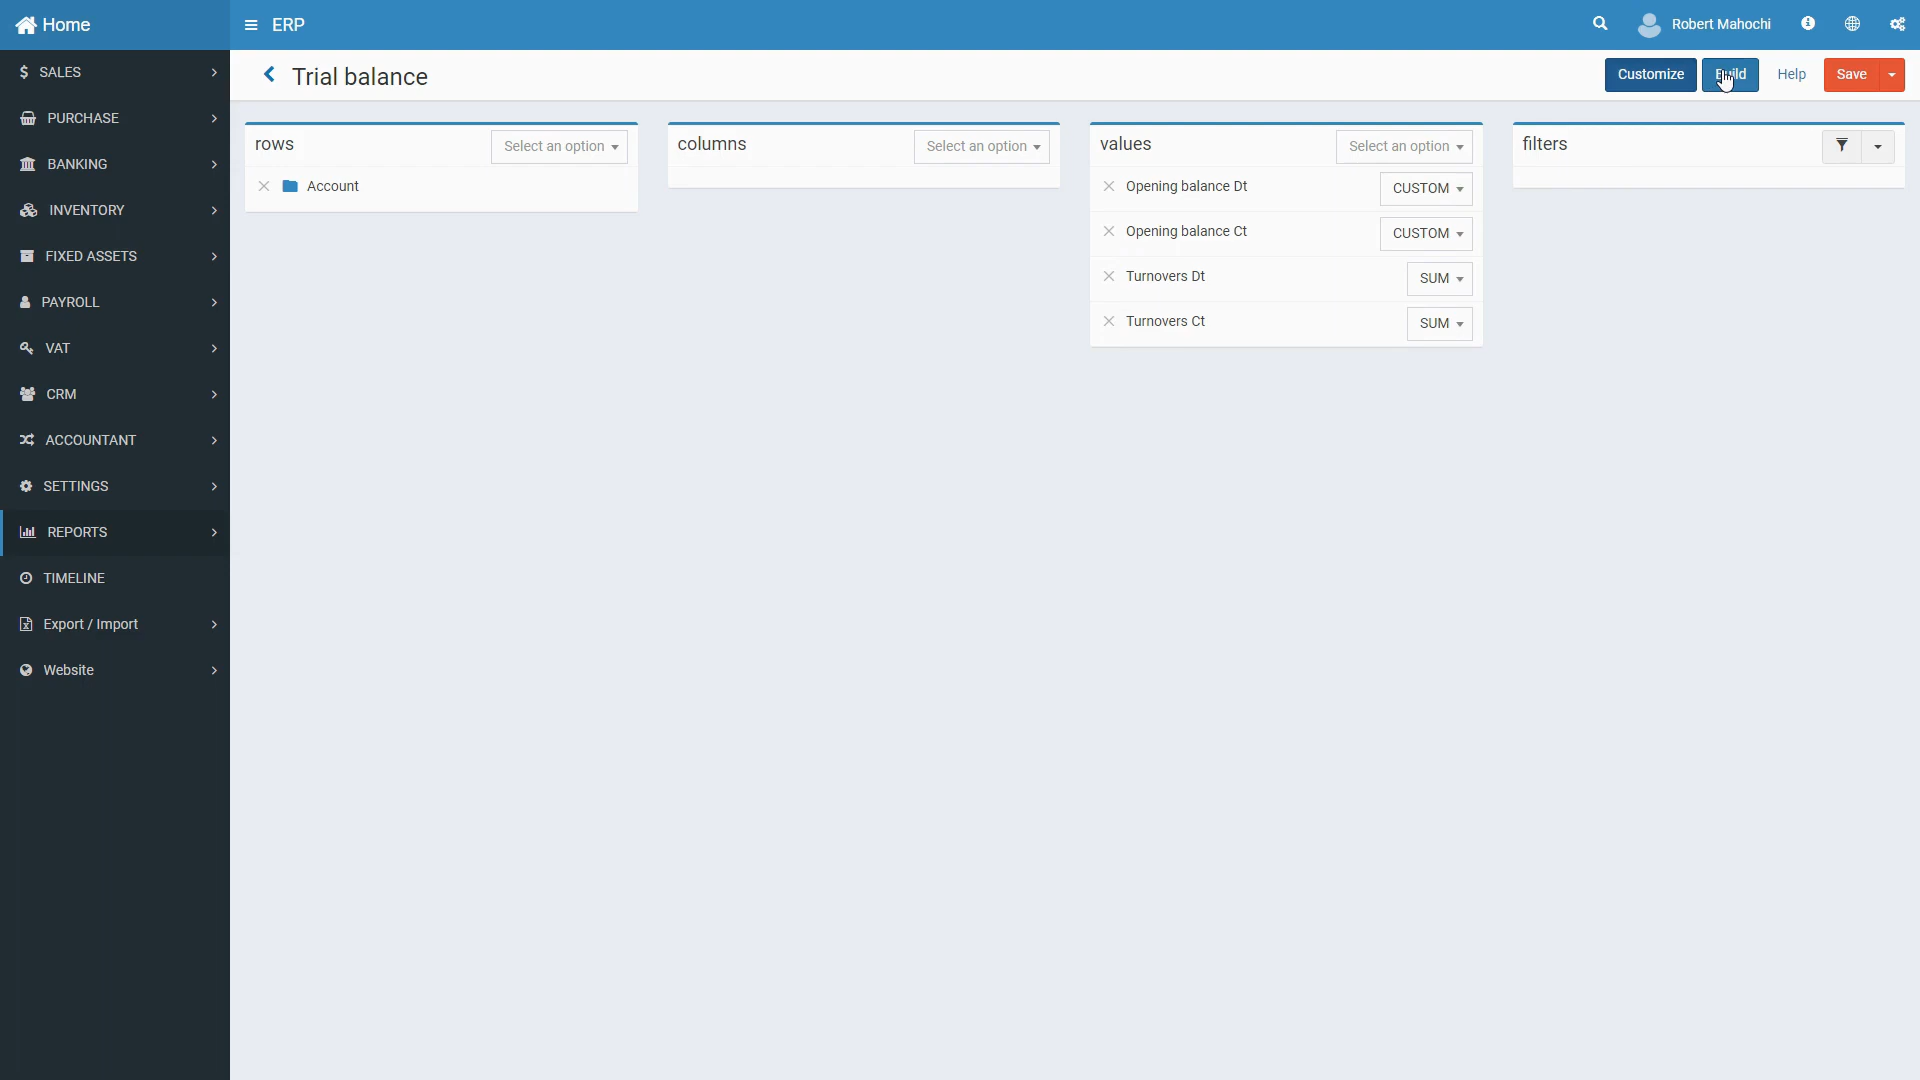 Home
ERP
Robert Mahochi
SALES
PURCHASE
BANKING
INVENTORY
FIXED ASSETS
PAYROLL
VAT
CRM
ACCOUNTANT
SETTINGS
REPORTS
TIMELINE
Export / Import
Website
Trial balance
Customize
Help
Save
rows
Select an option
Account
columns
Select an option
values
Select an option
Opening balance Dt
CUSTOM
Opening balance Ct
CUSTOM
Turnovers Dt
SUM
Turnovers Ct
SUM
filters